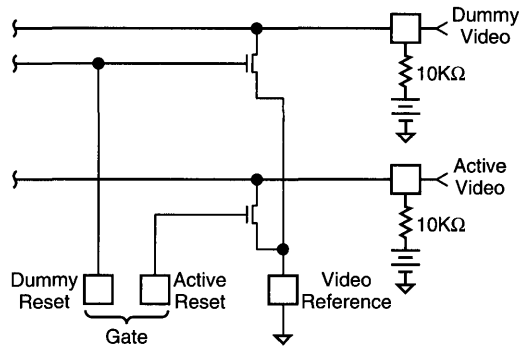 Dummy
Video
10KΩ
Active
Video
10KΩ
Dummy
Reset
Active
Reset
Video
Reference
Gate